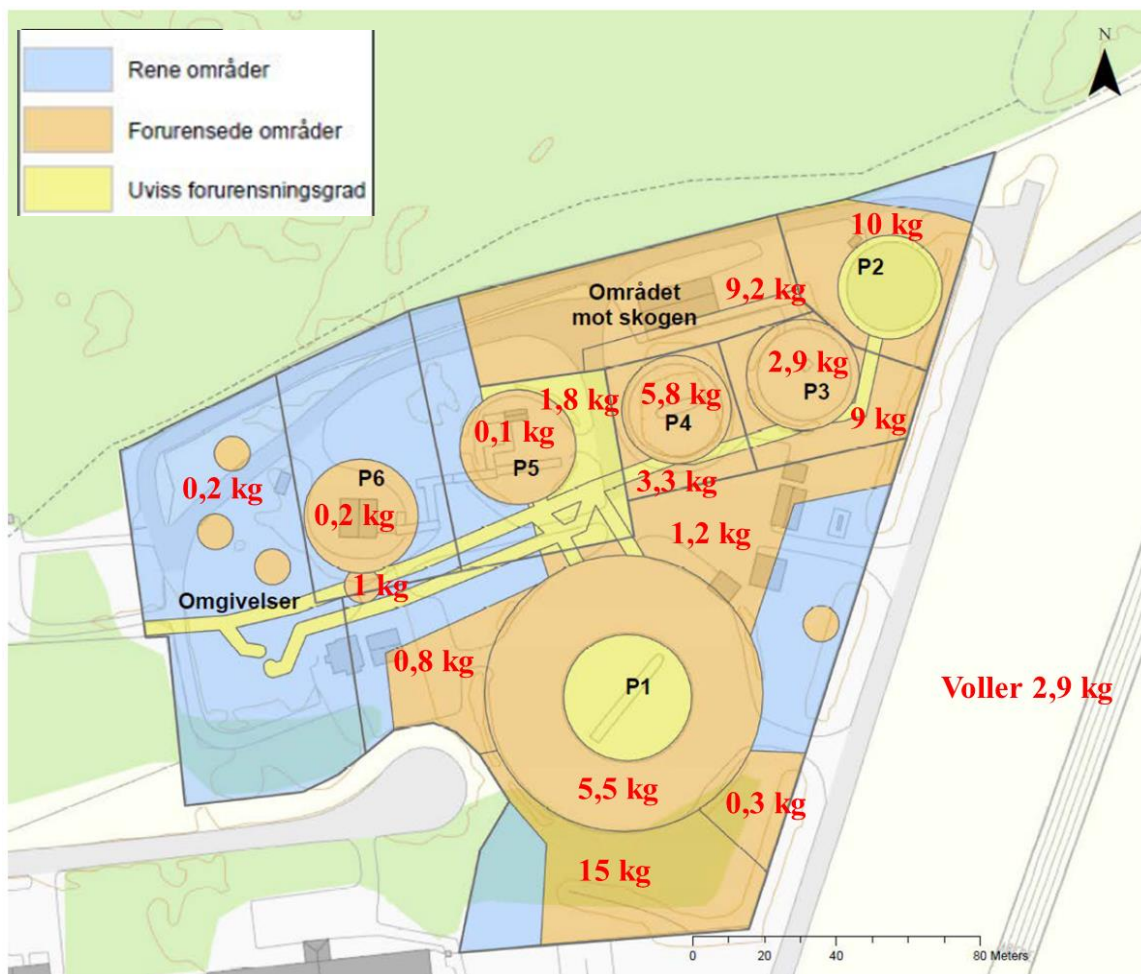 Rene områder
Forurensede områder
Uviss forurensningsgrad
N
10 kg
P2
Området
mot skogen
9,2 kg
2,9 kg
P3
1,8 kg
5,8 kg
P4
9 kg
0,1 kg
P5
P6
0,2 kg
0,2 kg
3,3 kg
1,2 kg
1 kg
Omgivelser
0,8 kg
P1
Voller 2,9 kg
5,5 kg
0,3 kg
15 kg
0 20 40 80 Meters